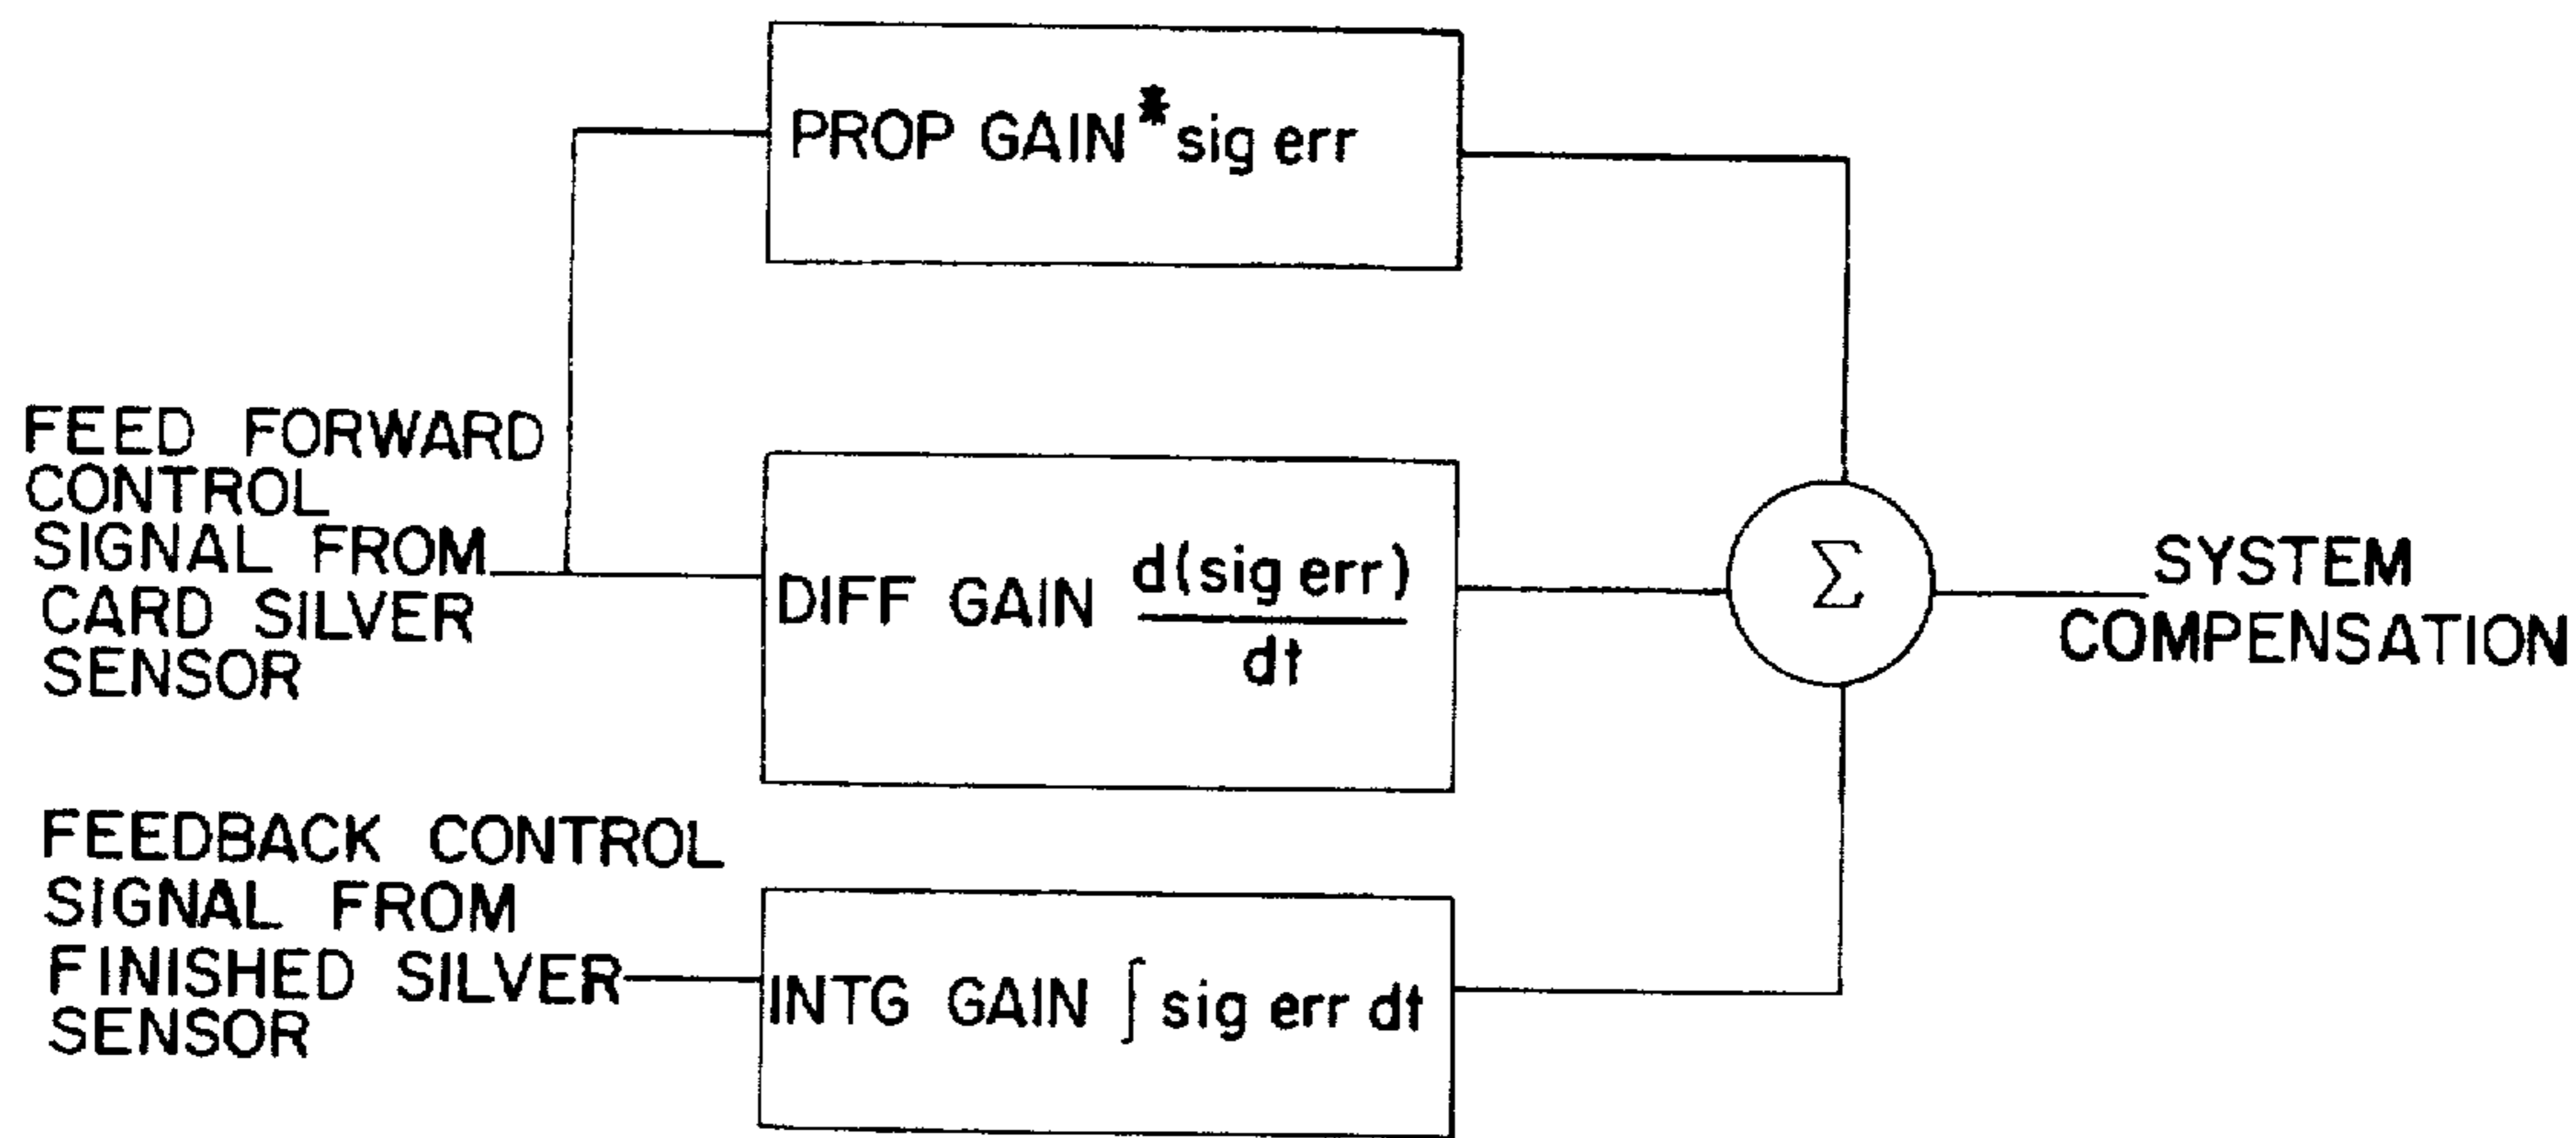 PROP GAIN * sig err
FEED FORWARD
CONTROL
SIGNAL FROM
CARD SILVER
SENSOR
DIFF GAIN d(sig err)
dt
Σ
SYSTEM
COMPENSATION
FEEDBACK CONTROL
SIGNAL FROM
FINISHED SILVER
SENSOR
INTG GAIN ∫ sig err dt